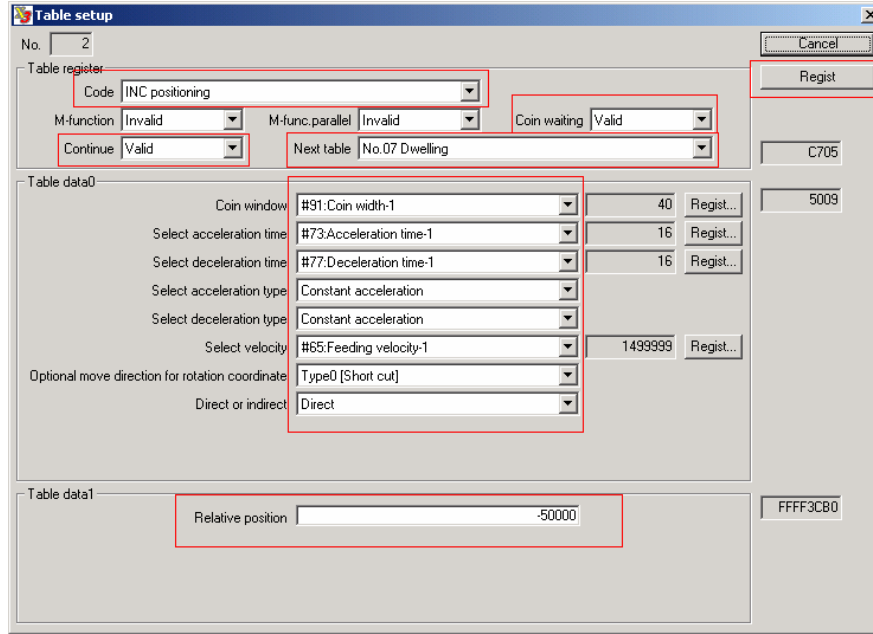 Table setup
No. 2
Cancel
Table register
Regist
Code INC positioning
M-function Invalid M-func.parallel Invalid Coin waiting Valid
Continue Valid Next table No.07 Dwelling
C705
Table data0
5009
Coin window #91:Coin width-1 40 Regist...
Select acceleration time #73:Acceleration time-1 16 Regist...
Select deceleration time #77:Deceleration time-1 16 Regist...
Select acceleration type Constant acceleration
Select deceleration type Constant acceleration
Select velocity #65:Feeding velocity-1 1499999 Regist...
Optional move direction for rotation coordinate Type0 [Short cut]
Direct or indirect Direct
Table data1
FFFF3CB0
Relative position -50000